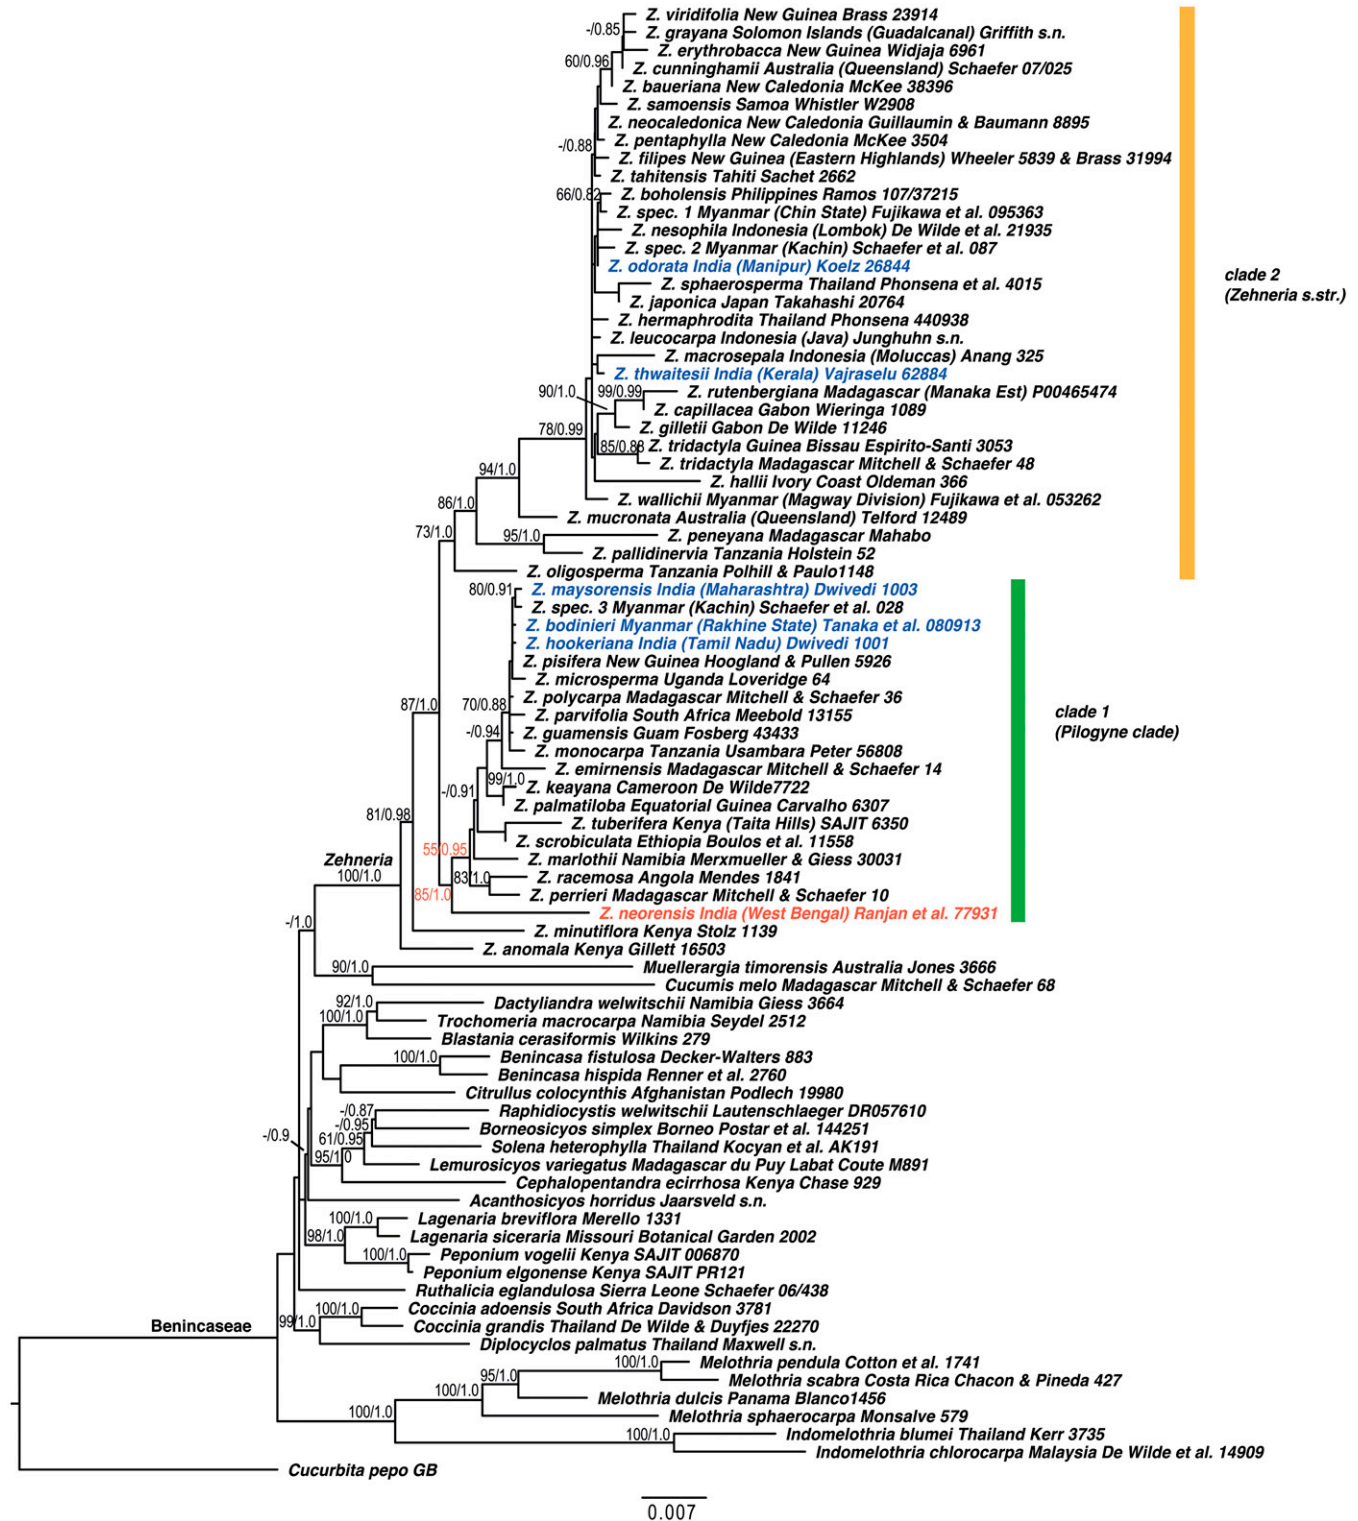 Z. viridifolia New Guinea Brass 23914
-/0.85
Z. grayana Solomon Islands (Guadalcanal) Griffith s.n.
Z. erythrobacca New Guinea Widjaja 6961
60/0.96
Z. cunninghamii Australia (Queensland) Schaefer 07/025
Z. baueriana New Caledonia McKee 38396
Z. samoensis Samoa Whistler W2908
Z. neocaledonica New Caledonia Guillaumin & Baumann 8895
Z. pentaphylla New Caledonia McKee 3504
-/0.88
Z. filipes New Guinea (Eastern Highlands) Wheeler 5839 & Brass 31994
Z. tahitensis Tahiti Sachet 2662
66/0.82
Z. boholensis Philippines Ramos 107/37215
Z. spec. 1 Myanmar (Chin State) Fujikawa et al. 095363
Z. nesophila Indonesia (Lombok) De Wilde et al. 21935
Z. spec. 2 Myanmar (Kachin) Schaefer et al. 087
Z. odorata India (Manipur) Koelz 26844
clade 2
(Zehneria s.str.)
Z. sphaerosperma Thailand Phonsena et al. 4015
Z. japonica Japan Takahashi 20764
Z. hermaphrodita Thailand Phonsena 440938
Z. leucocarpa Indonesia (Java) Junghuhn s.n.
Z. macrosepala Indonesia (Moluccas) Anang 325
Z. thwaitesii India (Kerala) Vajraselu 62884
90/1.0
99/0.99
Z. rutenbergiana Madagascar (Manaka Est) P00465474
Z. capillacea Gabon Wieringa 1089
78/0.99
Z. gilletii Gabon De Wilde 11246
85/0.88
Z. tridactyla Guinea Bissau Espirito-Santi 3053
Z. tridactyla Madagascar Mitchell & Schaefer 48
94/1.0
Z. hallii Ivory Coast Oldeman 366
86/1.0
Z. wallichii Myanmar (Magway Division) Fujikawa et al. 053262
Z. mucronata Australia (Queensland) Telford 12489
73/1.0
95/1.0
Z. peneyana Madagascar Mahabo
Z. pallidinervia Tanzania Holstein 52
Z. oligosperma Tanzania Polhill & Paulo1148
80/0.91
Z. maysorensis India (Maharashtra) Dwivedi 1003
Z. spec. 3 Myanmar (Kachin) Schaefer et al. 028
Z. bodinieri Myanmar (Rakhine State) Tanaka et al. 080913
Z. hookeriana India (Tamil Nadu) Dwivedi 1001
Z. pisifera New Guinea Hoogland & Pullen 5926
Z. microsperma Uganda Loveridge 64
87/1.0
70/0.88
Z. polycarpa Madagascar Mitchell & Schaefer 36
Z. parvifolia South Africa Meebold 13155
clade 1
(Pilogyne clade)
-/0.94
Z. guamensis Guam Fosberg 43433
Z. monocarpa Tanzania Usambara Peter 56808
Z. emirnensis Madagascar Mitchell & Schaefer 14
-/0.91
99/1.0
Z. keayana Cameroon De Wilde7722
Z. palmatiloba Equatorial Guinea Carvalho 6307
81/0.98
Z. tuberifera Kenya (Taita Hills) SAJIT 6350
Z. scrobiculata Ethiopia Boulos et al. 11558
55/0.95
Z. marlothii Namibia Merxmueller & Giess 30031
Zehneria
100/1.0
83/1.0
Z. racemosa Angola Mendes 1841
85/1.0
Z. perrieri Madagascar Mitchell & Schaefer 10
Z. neorensis India (West Bengal) Ranjan et al. 77931
-/1.0
Z. minutiflora Kenya Stolz 1139
Z. anomala Kenya Gillett 16503
90/1.0
Muellerargia timorensis Australia Jones 3666
Cucumis melo Madagascar Mitchell & Schaefer 68
92/1.0
Dactyliandra welwitschii Namibia Giess 3664
100/1.0
Trochomeria macrocarpa Namibia Seydel 2512
Blastania cerasiformis Wilkins 279
100/1.0
Benincasa fistulosa Decker-Walters 883
Benincasa hispida Renner et al. 2760
Citrullus colocynthis Afghanistan Podlech 19980
-/0.87
Raphidiocystis welwitschii Lautenschlaeger DR057610
-/0.95
Borneosicyos simplex Borneo Postar et al. 144251
-/0.9
61/0.95
Solena heterophylla Thailand Kocyan et al. AK191
95/1.0
Lemurosicyos variegatus Madagascar du Puy Labat Coute M891
Cephalopentandra ecirrhosa Kenya Chase 929
Acanthosicyos horridus Jaarsveld s.n.
100/1.0
Lagenaria breviflora Merello 1331
98/1.0
Lagenaria siceraria Missouri Botanical Garden 2002
100/1.0
Peponium vogelii Kenya SAJIT 006870
Peponium elgonense Kenya SAJIT PR121
Ruthalicia eglandulosa Sierra Leone Schaefer 06/438
100/1.0
Coccinia adoensis South Africa Davidson 3781
Benincaseae
99/1.0
Coccinia grandis Thailand De Wilde & Duyfjes 22270
Diplocyclos palmatus Thailand Maxwell s.n.
100/1.0
Melothria pendula Cotton et al. 1741
95/1.0
Melothria scabra Costa Rica Chacon & Pineda 427
100/1.0
Melothria dulcis Panama Blanco1456
100/1.0
Melothria sphaerocarpa Monsalve 579
100/1.0
Indomelothria blumei Thailand Kerr 3735
Indomelothria chlorocarpa Malaysia De Wilde et al. 14909
Cucurbita pepo GB
0.007